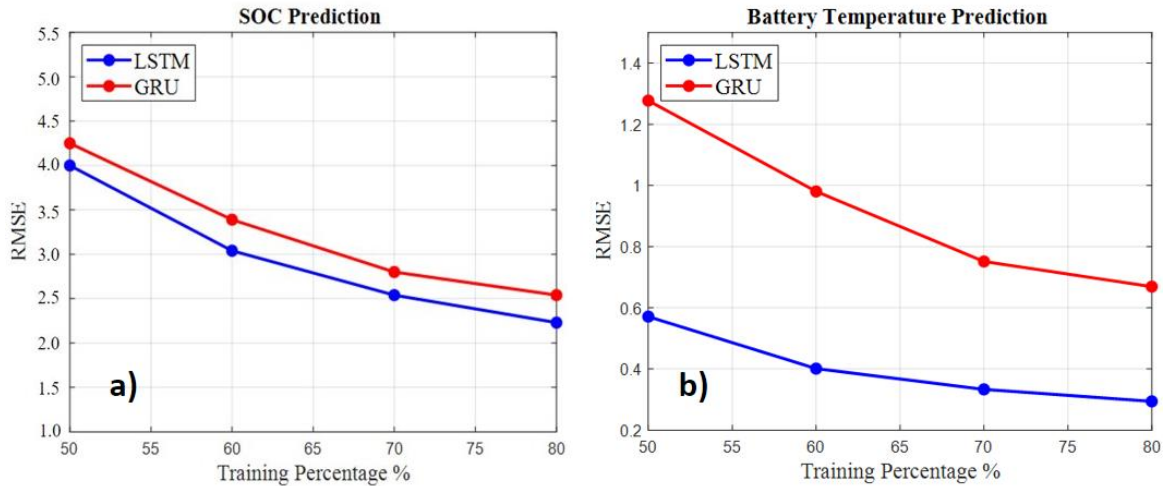 SOC Prediction
5.5
5.0
4.5
4.0
3.5
3.0
2.5
2.0
1.5
1.0
RMSE
LSTM
GRU
a)
50 55 60 65 70 75 80
Training Percentage %
Battery Temperature Prediction
1.4
1.2
1
0.8
0.6
0.4
0.2
RMSE
LSTM
GRU
b)
50 55 60 65 70 75 80
Training Percentage %